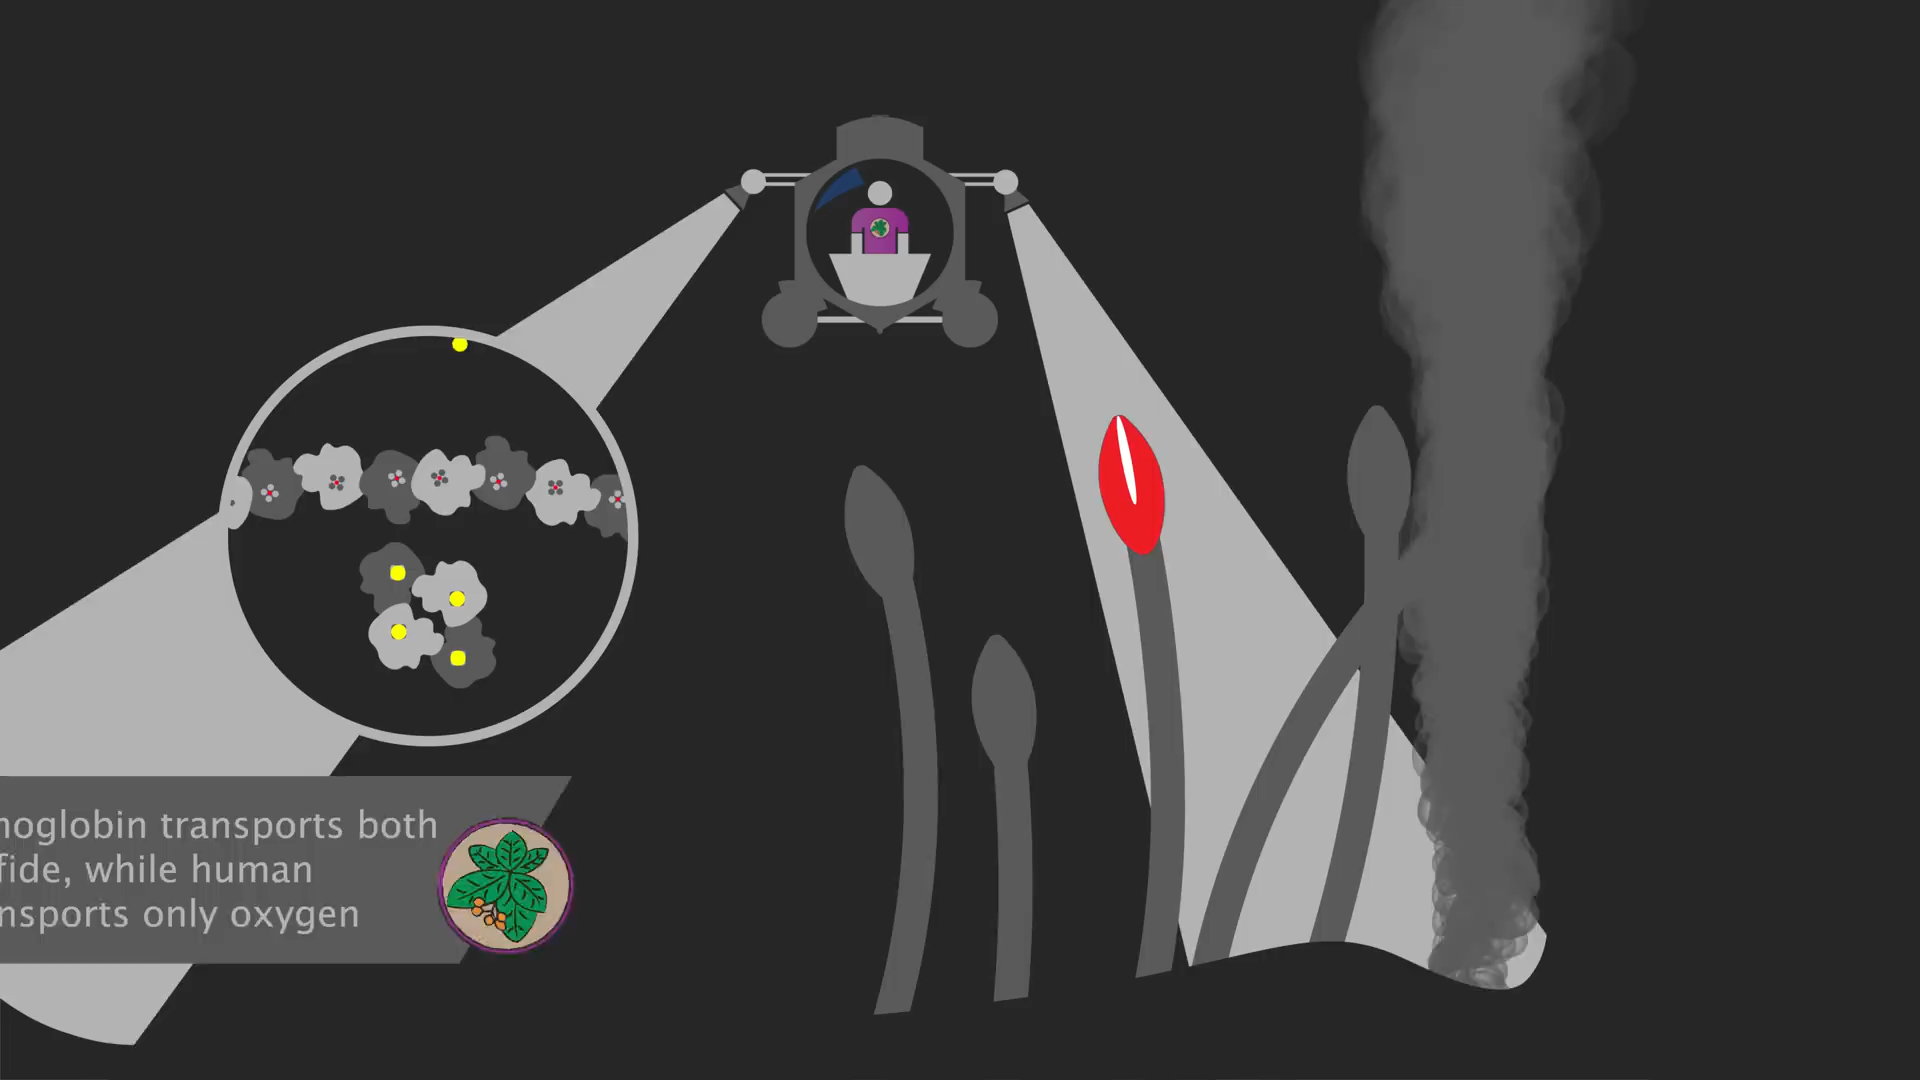 noglobin transports both
fide, while human
nsports only oxygen